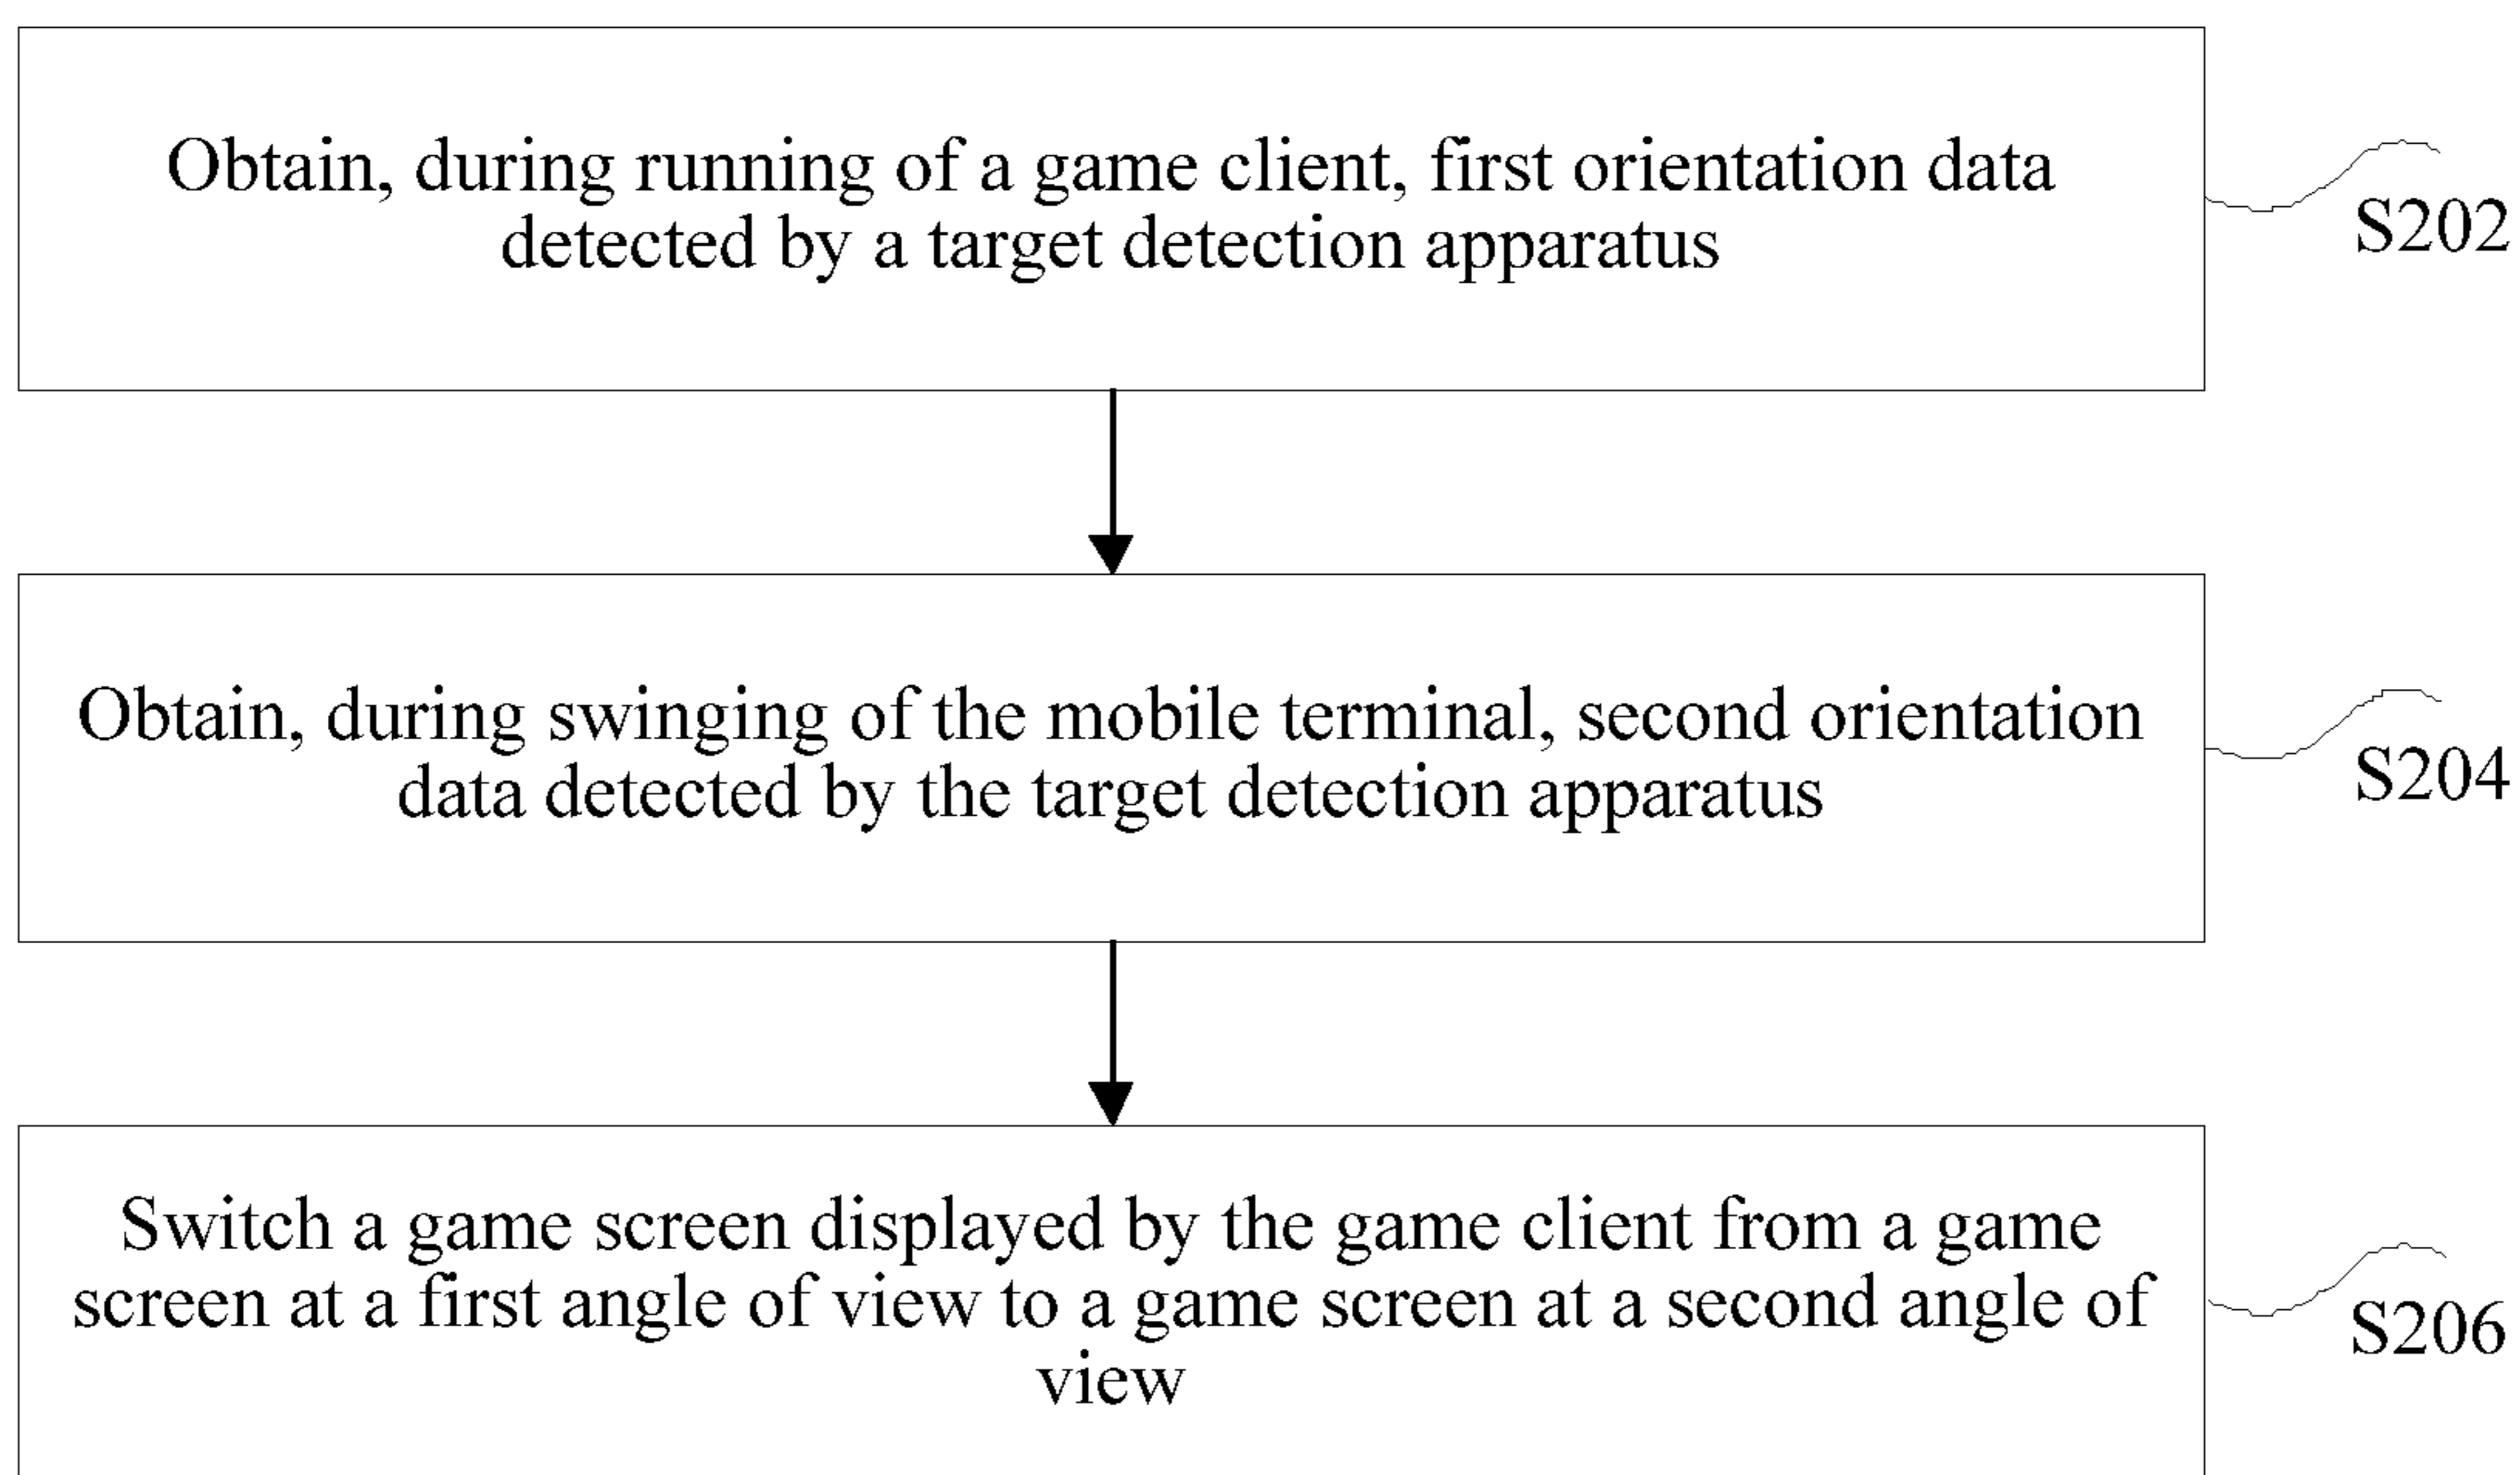 Obtain, during running of a game client, first orientation data
detected by a target detection apparatus
S202
Obtain, during swinging of the mobile terminal, second orientation
data detected by the target detection apparatus
S204
Switch a game screen displayed by the game client from a game
screen at a first angle of view to a game screen at a second angle of
view
S206